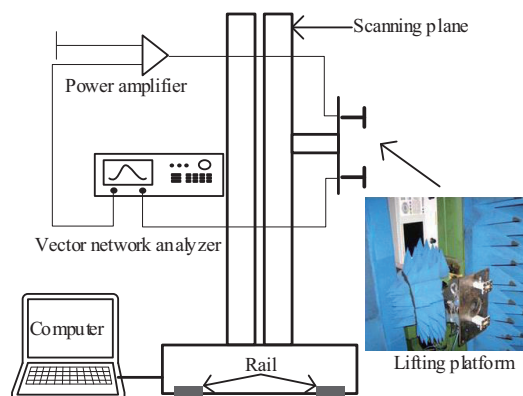 Scanning plane
Power amplifier
Vector network analyzer
Computer
Rail
Lifting platform